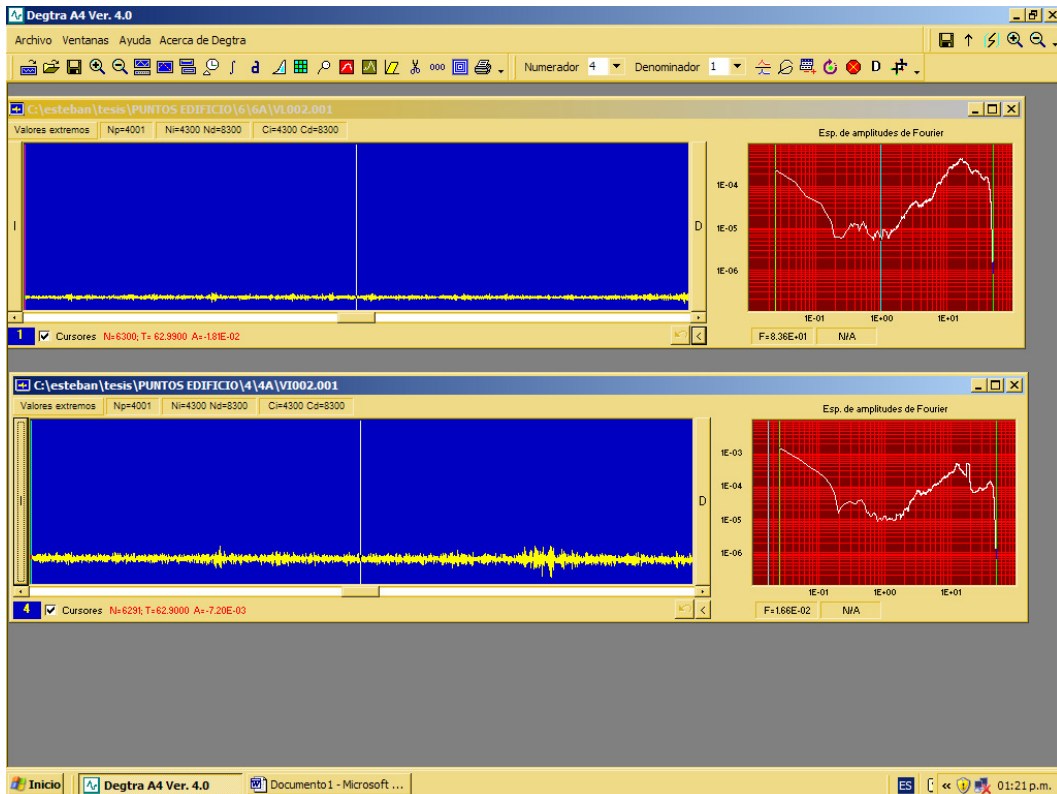 Degtra A4 Ver. 4.0
Archivo Ventanas Ayuda Acerca de Degtra
Numerador 4 Denominador 1 D
C:\esteban\tesis\PUNTOS EDIFICIO\6\6A\VL002.001
Valores extremos Np=4001 Ni=4300 Nd=8300 Ci=4300 Cd=8300
Esp. de amplitudes de Fourier
1E-04
I D
1E-05
1E-06
1E-01 1E+00 1E+01
1 Cursores N=6300; T= 62.9900 A=-1.81E-02 F=8.36E+01 N/A
C:\esteban\tesis\PUNTOS EDIFICIO\4\4A\VI002.001
Valores extremos Np=4001 Ni=4300 Nd=8300 Ci=4300 Cd=8300
Esp. de amplitudes de Fourier
1E-03
1E-04
I D
1E-05
1E-06
1E-01 1E+00 1E+01
4 Cursores N=6291; T=62.9000 A=-7.20E-03 F=1.66E-02 N/A
Inicio Degtra A4 Ver. 4.0 Documento1 - Microsoft ... ES « 01:21 p.m.